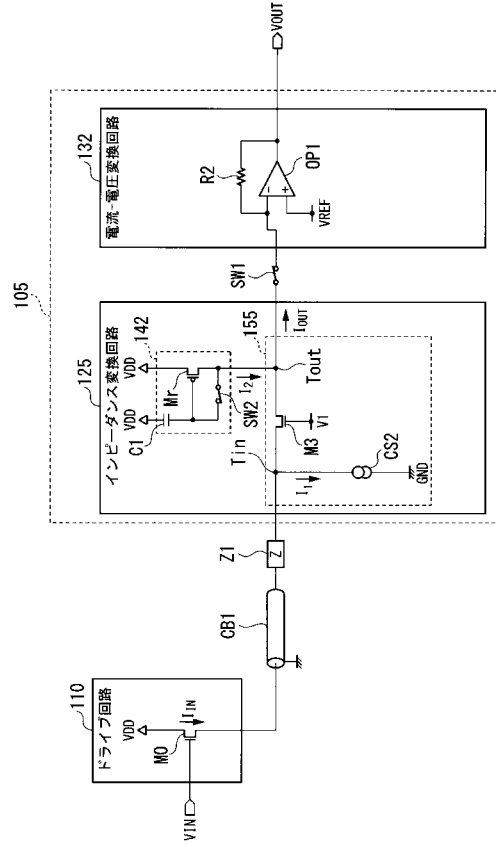 105
125
インピーダンス変換回路
VDD
VDD
142
C1
Mr
SW2
I2
155
IOUT
Tout
Tin
I1
M3
V1
CS2
GND
132
電流-電圧変換回路
R2
OP1
-
+
VREF
SW1
VOUT
Z1
Z
CB1
110
ドライブ回路
VDD
M0
IIN
VIN